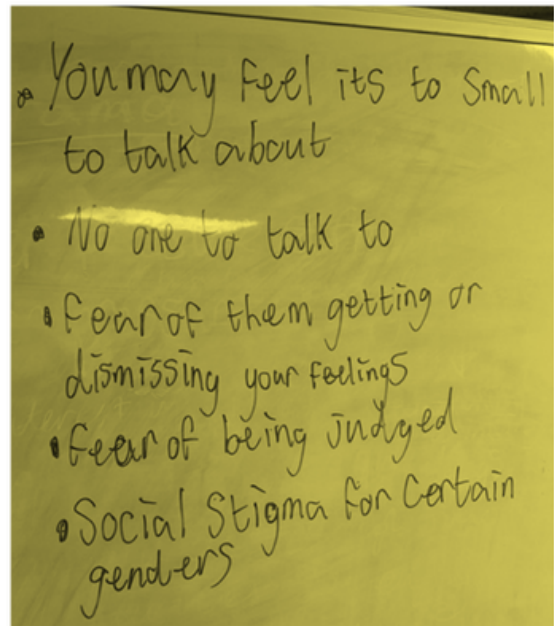 • You may feel its to small
to talk about
• No one to talk to
• fear of them getting or
dismissing your feelings
• fear of being judged
• Social Stigma for Certain
genders